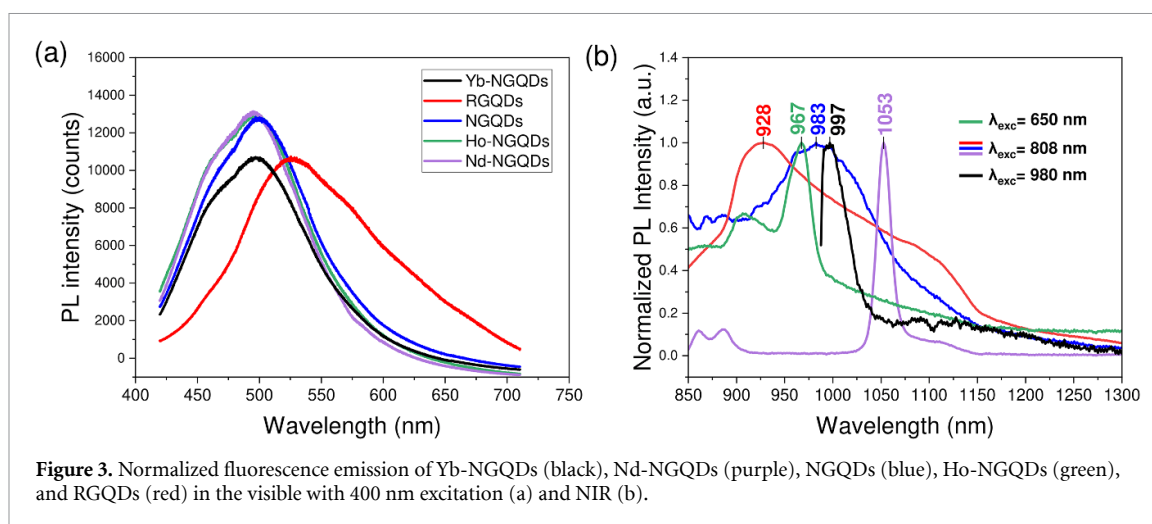 (a)
16000
14000
12000
10000
8000
6000
4000
2000
0
PL intensity (counts)
400 450 500 550 600 650 700 750
Wavelength (nm)
Yb-NGQDs
RGQDs
NGQDs
Ho-NGQDs
Nd-NGQDs
(b)
1.4
1.2
1.0
0.8
0.6
0.4
0.2
0.0
Normalized PL Intensity (a.u.)
850 900 950 1000 1050 1100 1150 1200 1250 1300
Wavelength (nm)
928
967
983
997
1053
λexc= 650 nm
λexc= 808 nm
λexc= 980 nm
Figure 3. Normalized fluorescence emission of Yb-NGQDs (black), Nd-NGQDs (purple), NGQDs (blue), Ho-NGQDs (green),
and RGQDs (red) in the visible with 400 nm excitation (a) and NIR (b).